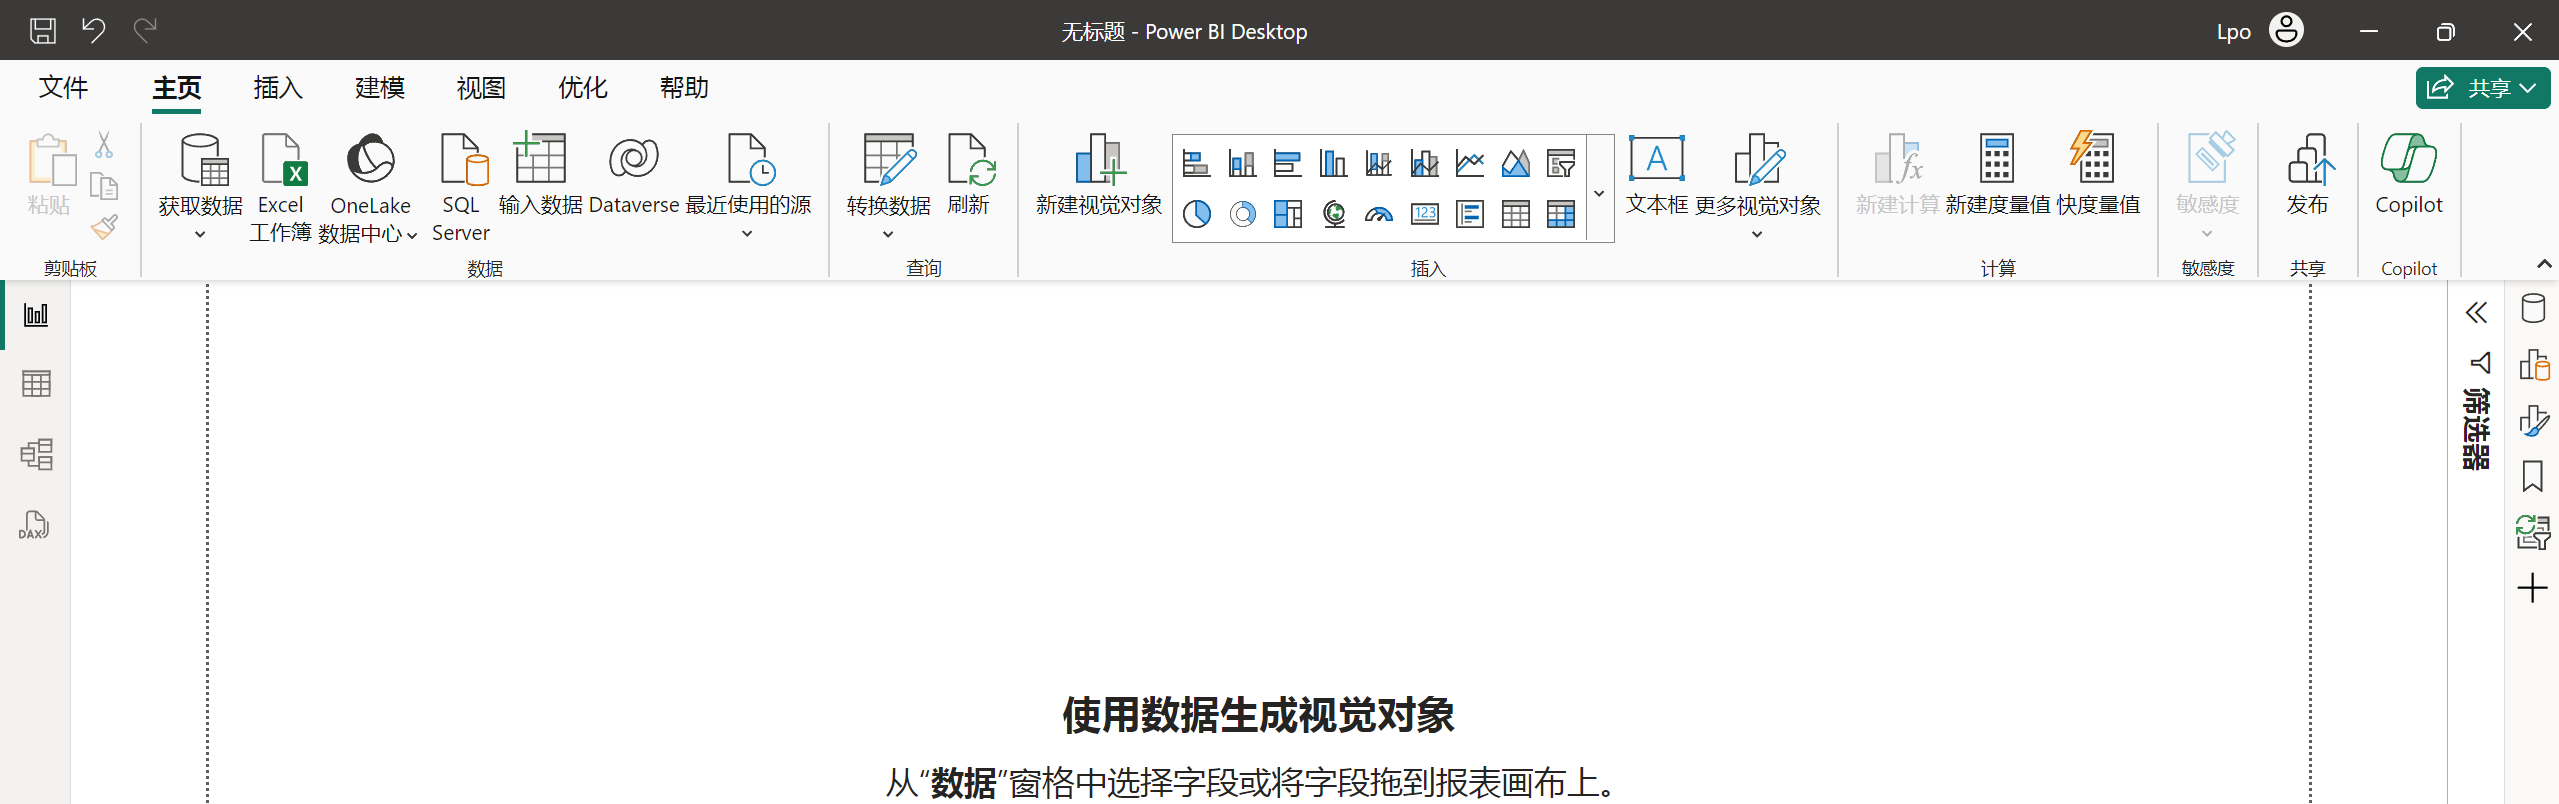 无标题 - Power BI Desktop
Lpo
文件 主页 插入 建模 视图 优化 帮助
共享
粘贴
剪贴板
获取数据
Excel
工作簿
OneLake
数据中心
SQL
Server
输入数据
Dataverse
最近使用的源
数据
转换数据
刷新
查询
新建视觉对象
123
A
文本框
更多视觉对象
插入
fx
新建计算
新建度量值
快度量值
计算
敏感度
敏感度
发布
共享
Copilot
Copilot
X
DAX
筛选器
使用数据生成视觉对象
从“数据”窗格中选择字段或将字段拖到报表画布上。